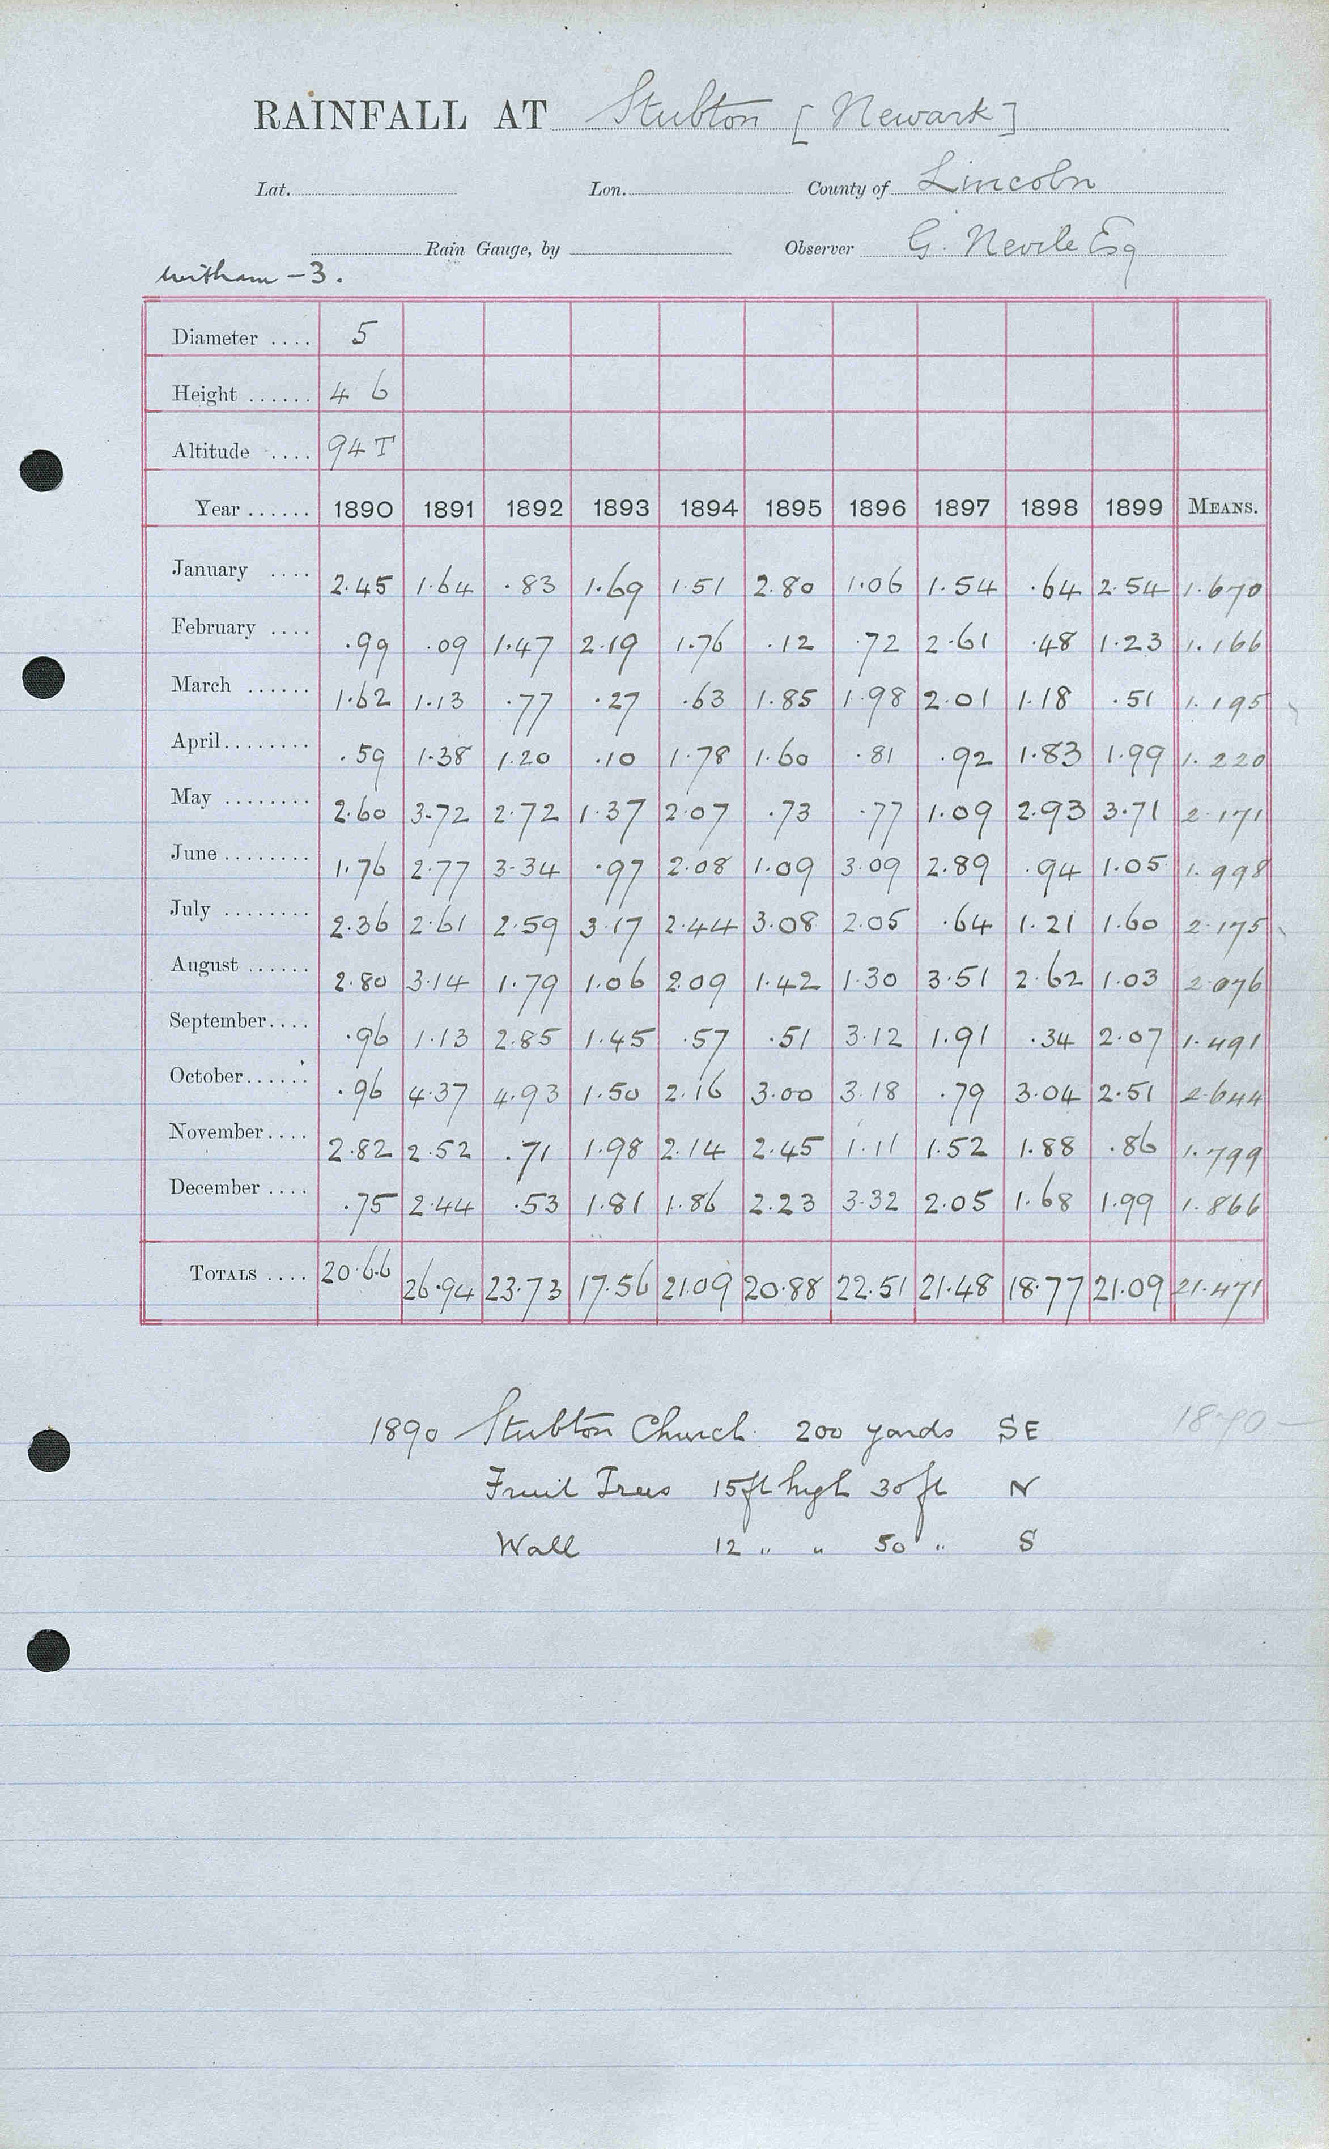 RAINFALL AT Stubton [Newark]
Lat. Lon. County of Lincoln
Rain Gauge, by Observer G. Nevile Esq
Witham - 3.
Diameter .... 5
Height ...... 4 6
Altitude .... 94 T
Year ...... 1890 1891 1892 1893 1894 1895 1896 1897 1898 1899 MEANS.
January .... 2.45 1.64 .83 1.69 1.51 2.80 1.06 1.54 .64 2.54 1.670
February .... .99 .09 1.47 2.19 1.76 .12 .72 2.61 .48 1.23 1.166
March ...... 1.62 1.13 .77 .27 .63 1.85 1.98 2.01 1.18 .51 1.195
April........ .59 1.38 1.20 .10 1.78 1.60 .81 .92 1.83 1.99 1.220
May ........ 2.60 3.72 2.72 1.37 2.07 .73 .77 1.09 2.93 3.71 2.171
June ........ 1.76 2.77 3.34 .97 2.08 1.09 3.09 2.89 .94 1.05 1.998
July ........ 2.36 2.61 2.59 3.17 2.44 3.08 2.05 .64 1.21 1.60 2.175
August ...... 2.80 3.14 1.79 1.06 2.09 1.42 1.30 3.51 2.62 1.03 2.076
September.... .96 1.13 2.85 1.45 .57 .51 3.12 1.91 .34 2.07 1.491
October...... .96 4.37 4.93 1.50 2.16 3.00 3.18 .79 3.04 2.51 2.644
November.... 2.82 2.52 .71 1.98 2.14 2.45 1.11 1.52 1.88 .86 1.799
December .... .75 2.44 .53 1.81 1.86 2.23 3.32 2.05 1.68 1.99 1.866
TOTALS .... 20.66 26.94 23.73 17.56 21.09 20.88 22.51 21.48 18.77 21.09 21.471
1890 Stubton Church 200 yards SE 1890 -
Fruit Trees 15 ft high 30 ft N
Wall 12 " " 50 " S